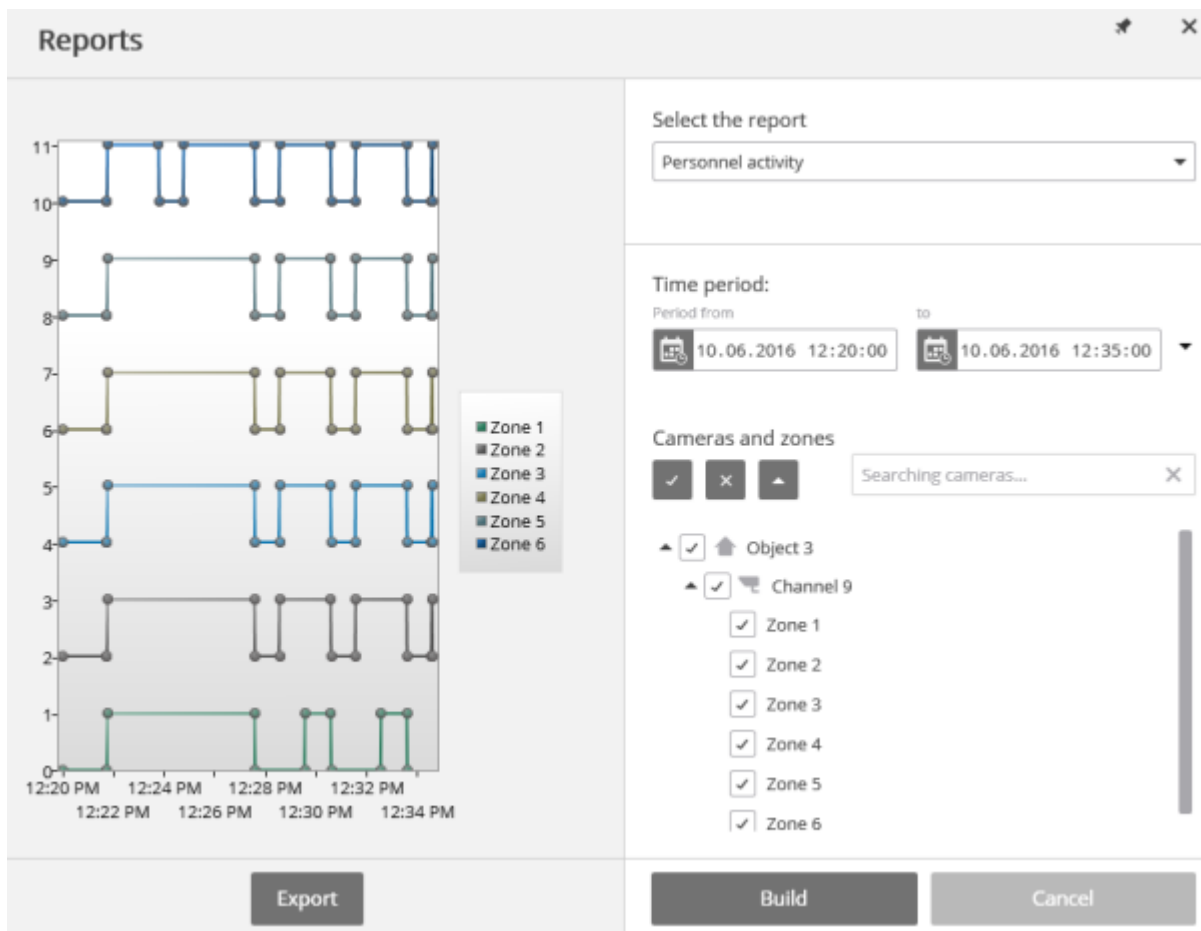 Reports
11
10
9
8
7
6
5
4
3
2
1
0
12:20 PM 12:24 PM 12:28 PM 12:32 PM
12:22 PM 12:26 PM 12:30 PM 12:34 PM
Zone 1
Zone 2
Zone 3
Zone 4
Zone 5
Zone 6
Export
Select the report
Personnel activity
Time period:
Period from to
10.06.2016 12:20:00 10.06.2016 12:35:00
Cameras and zones
Searching cameras...
Object 3
Channel 9
Zone 1
Zone 2
Zone 3
Zone 4
Zone 5
Zone 6
Build Cancel